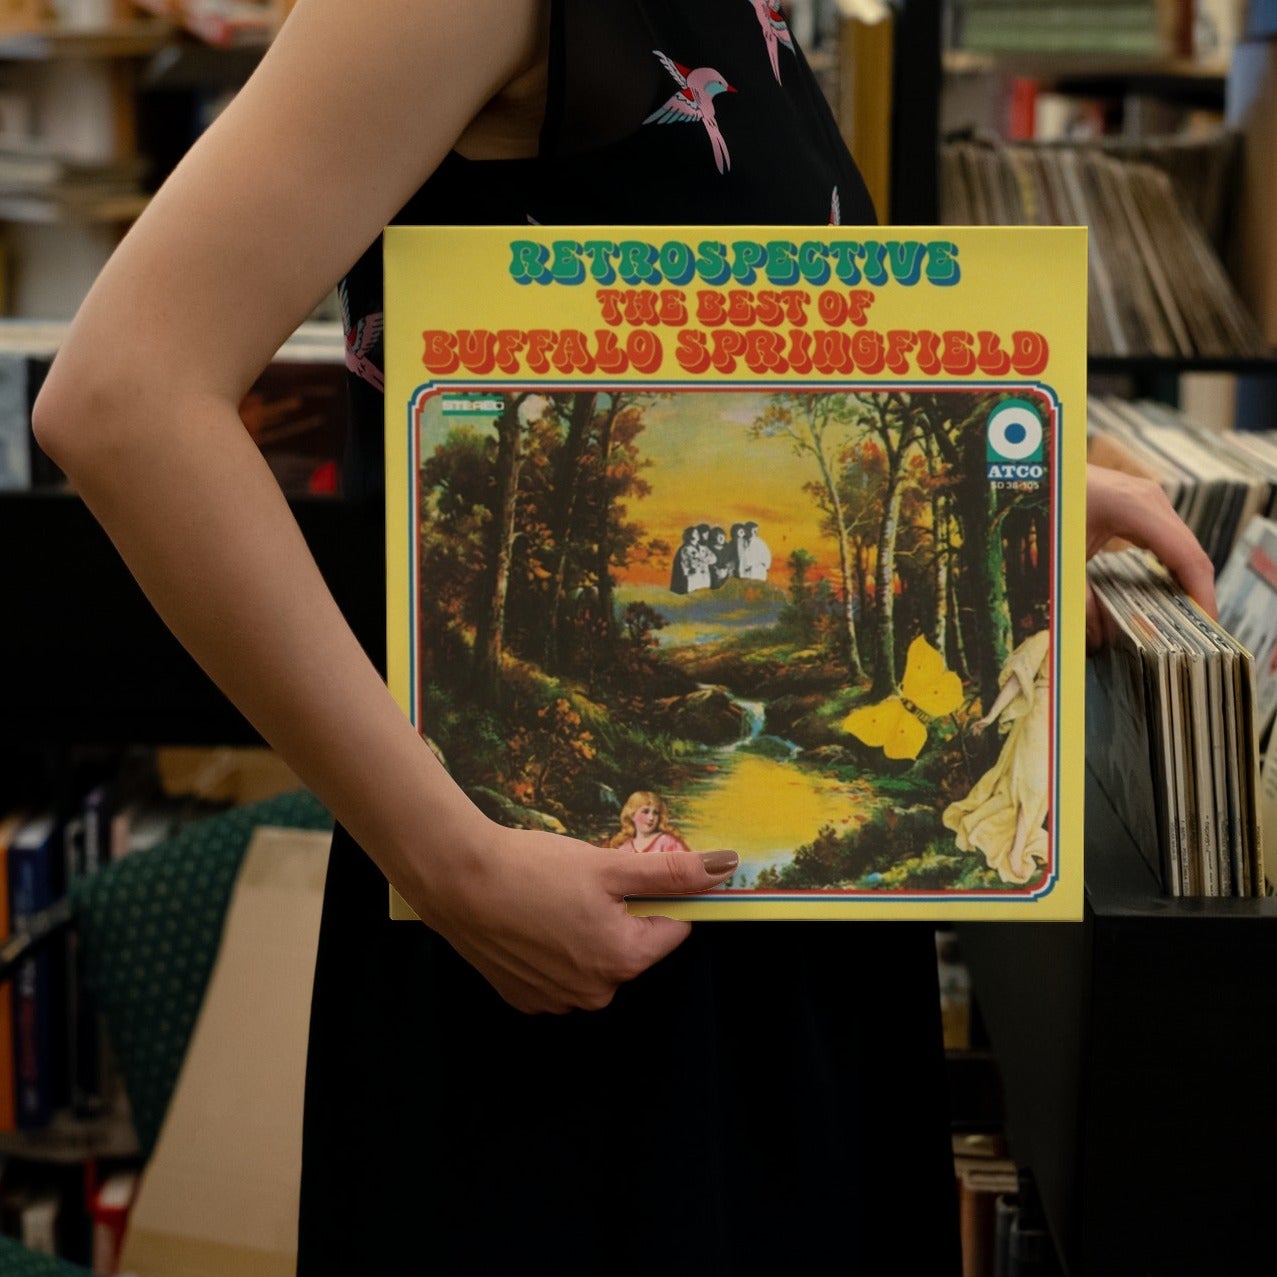 RETROSPECTIVE
THE BEST OF
BUFFALO SPRINGFIELD
STEREO
ATCO
SD 38-105